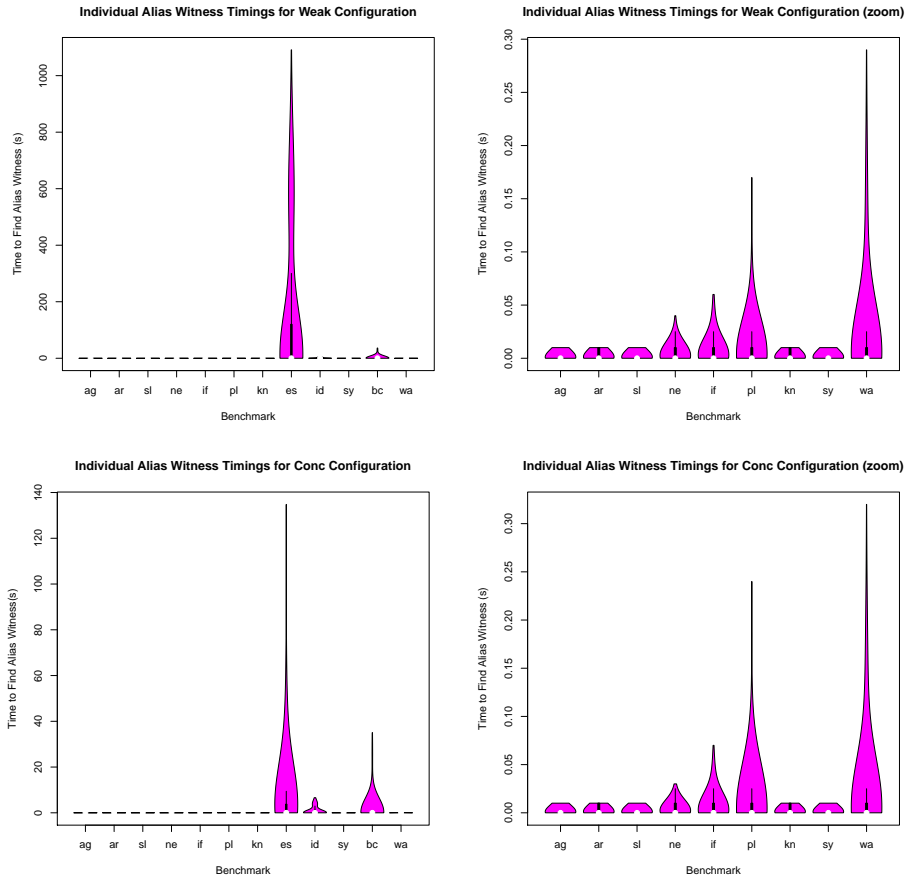 Individual Alias Witness Timings for Weak Configuration
Time to Find Alias Witness (s)
1000
800
600
400
200
0
ag ar sl ne if pl kn es id sy bc wa
Benchmark
Individual Alias Witness Timings for Weak Configuration (zoom)
Time to Find Alias Witness (s)
0.30
0.25
0.20
0.15
0.10
0.05
0.00
ag ar sl ne if pl kn sy wa
Benchmark
Individual Alias Witness Timings for Conc Configuration
Time to Find Alias Witness(s)
140
120
100
80
60
40
20
0
ag ar sl ne if pl kn es id sy bc wa
Benchmark
Individual Alias Witness Timings for Conc Configuration (zoom)
Time to Find Alias Witness (s)
0.30
0.25
0.20
0.15
0.10
0.05
0.00
ag ar sl ne if pl kn sy wa
Benchmark